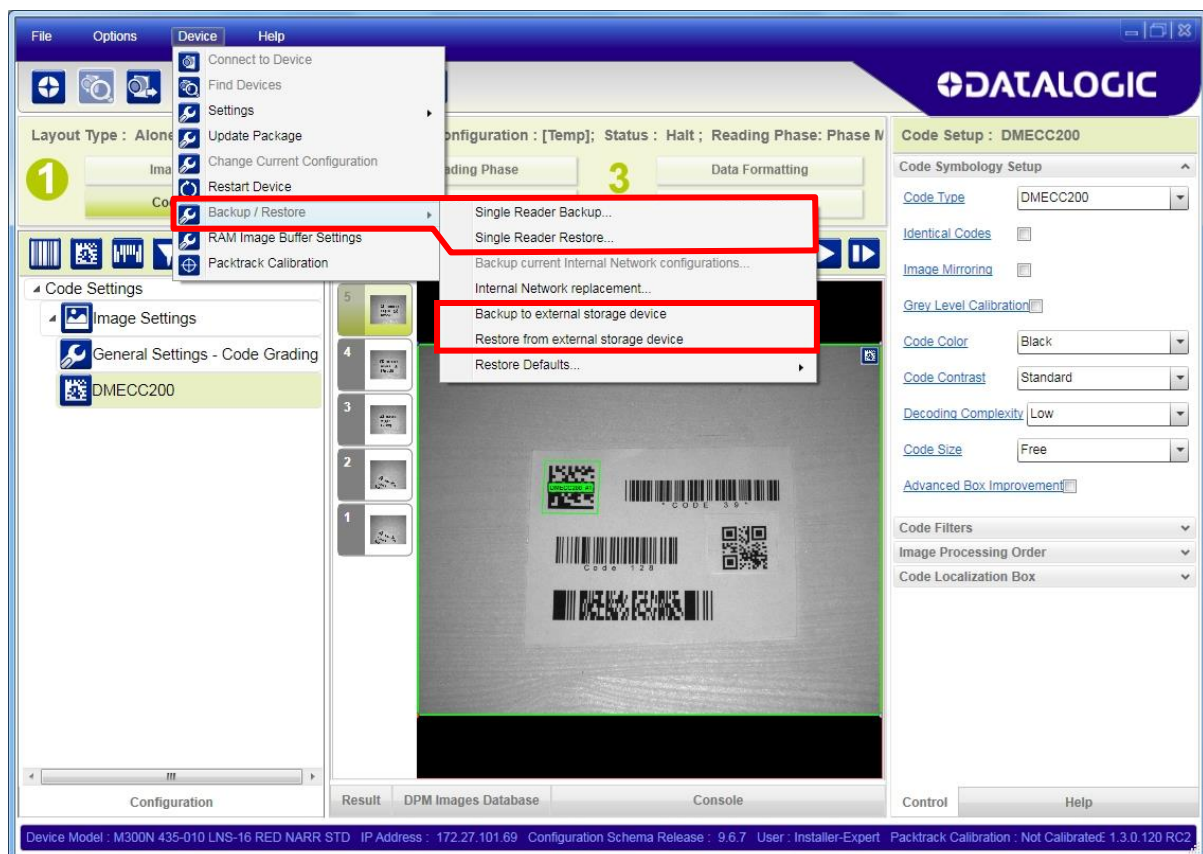 File Options Device Help
DATALOGIC
Connect to Device
Find Devices
Settings
Update Package
Change Current Configuration
Restart Device
Backup / Restore
RAM Image Buffer Settings
Packtrack Calibration
Single Reader Backup...
Single Reader Restore...
Backup current Internal Network configurations...
Internal Network replacement...
Backup to external storage device
Restore from external storage device
Restore Defaults...
Layout Type : Alone
onfiguration : [Temp]; Status : Halt ; Reading Phase: Phase M
1 Ima
ading Phase
3 Data Formatting
Co
Code Settings
Image Settings
General Settings - Code Grading
DMECC200
5
4
3
2
1
DMECC200
*CODE 39*
Code 128
Code Setup : DMECC200
Code Symbology Setup
Code Type DMECC200
Identical Codes
Image Mirroring
Grey Level Calibration
Code Color Black
Code Contrast Standard
Decoding Complexity Low
Code Size Free
Advanced Box Improvement
Code Filters
Image Processing Order
Code Localization Box
Configuration
Result DPM Images Database Console
Control Help
Device Model : M300N 435-010 LNS-16 RED NARR STD IP Address : 172.27.101.69 Configuration Schema Release : 9.6.7 User : Installer-Expert Packtrack Calibration : Not Calibrated: 1.3.0.120 RC2